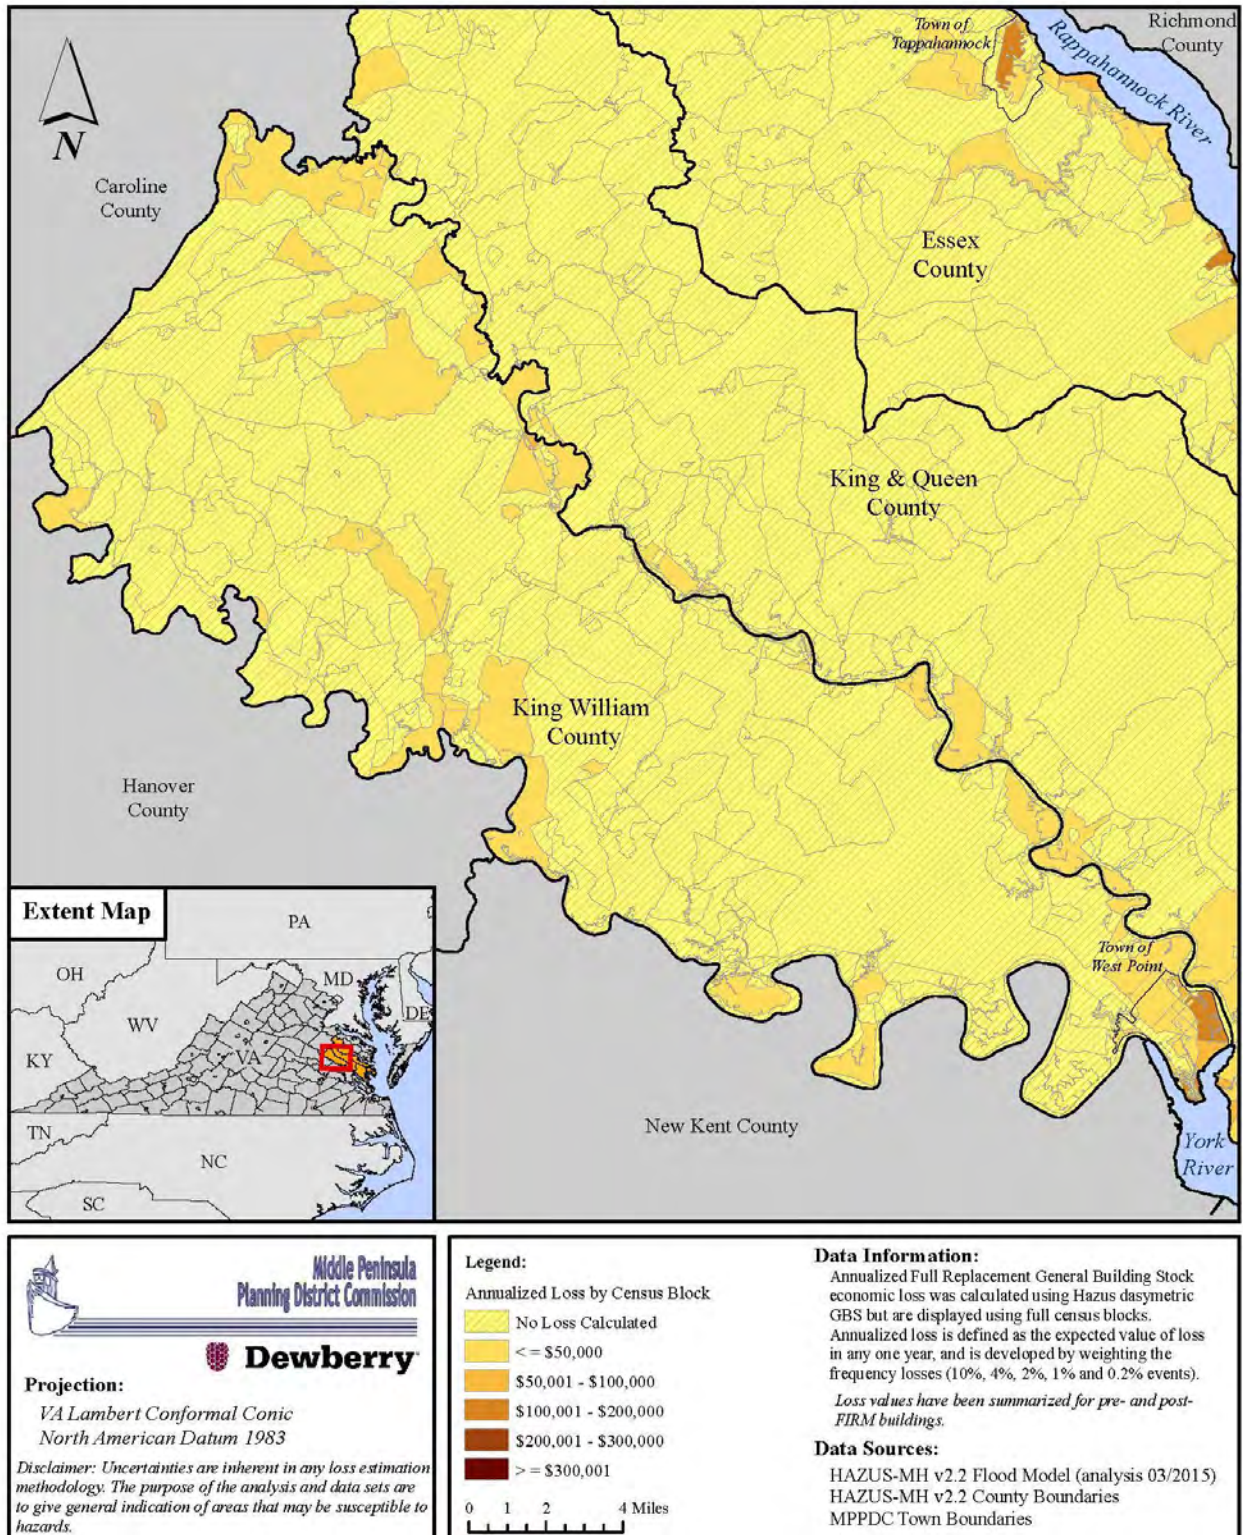 Town of
Tappahannock
Richmond
County
Rappahannock River
N
Caroline
County
Essex
County
King & Queen
County
King William
County
Hanover
County
Town of
West Point
New Kent County
York
River
Extent Map
PA
OH
MD
DE
WV
KY
VA
TN
NC
SC
Middle Peninsula
Planning District Commission
Dewberry
Projection:
VA Lambert Conformal Conic
North American Datum 1983
Disclaimer: Uncertainties are inherent in any loss estimation
methodology. The purpose of the analysis and data sets are
to give general indication of areas that may be susceptible to
hazards.
Legend:
Annualized Loss by Census Block
No Loss Calculated
< = $50,000
$50,001 - $100,000
$100,001 - $200,000
$200,001 - $300,000
> = $300,001
0 1 2 4 Miles
Data Information:
Annualized Full Replacement General Building Stock
economic loss was calculated using Hazus dasymetric
GBS but are displayed using full census blocks.
Annualized loss is defined as the expected value of loss
in any one year, and is developed by weighting the
frequency losses (10%, 4%, 2%, 1% and 0.2% events).
Loss values have been summarized for pre- and post-
FIRM buildings.
Data Sources:
HAZUS-MH v2.2 Flood Model (analysis 03/2015)
HAZUS-MH v2.2 County Boundaries
MPPDC Town Boundaries